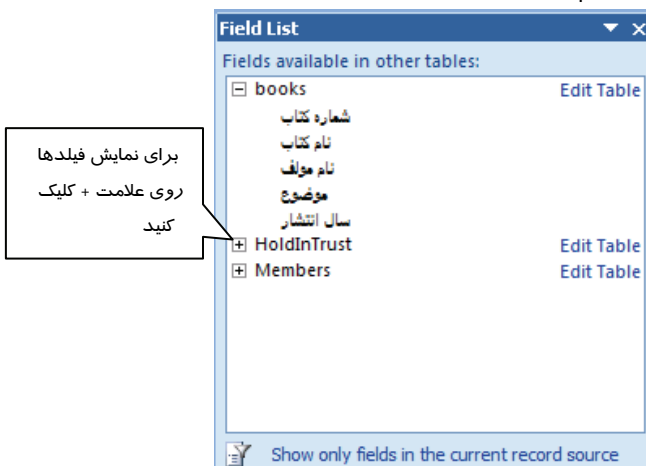 Field List
Fields available in other tables:
books Edit Table
شماره کتاب
نام کتاب
نام مولف
موضوع
سال انتشار
HoldInTrust Edit Table
Members Edit Table
Show only fields in the current record source
برای نمایش فیلدها
روی علامت + کلیک
کنید